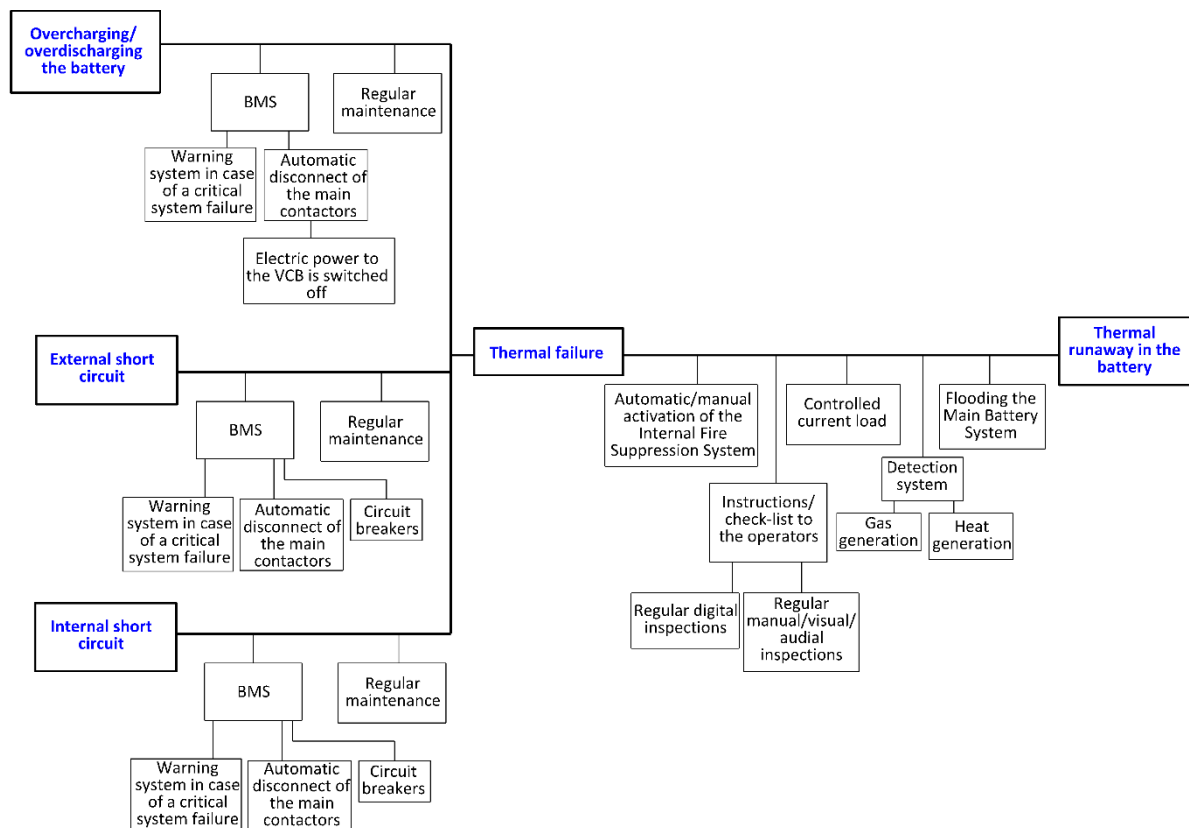 Overcharging/
overdischarging
the battery
BMS
Regular
maintenance
Warning
system in case
of a critical
system failure
Automatic
disconnect of
the main
contactors
Electric power to
the VCB is switched
off
External short
circuit
BMS
Regular
maintenance
Warning
system in case
of a critical
system failure
Automatic
disconnect of
the main
contactors
Circuit
breakers
Internal short
circuit
BMS
Regular
maintenance
Warning
system in case
of a critical
system failure
Automatic
disconnect of
the main
contactors
Circuit
breakers
Thermal failure
Automatic/manual
activation of the
Internal Fire
Suppression System
Instructions/
check-list to
the operators
Regular digital
inspections
Regular
manual/visual/
audial
inspections
Controlled
current load
Detection
system
Gas
generation
Heat
generation
Flooding the
Main Battery
System
Thermal
runaway in the
battery